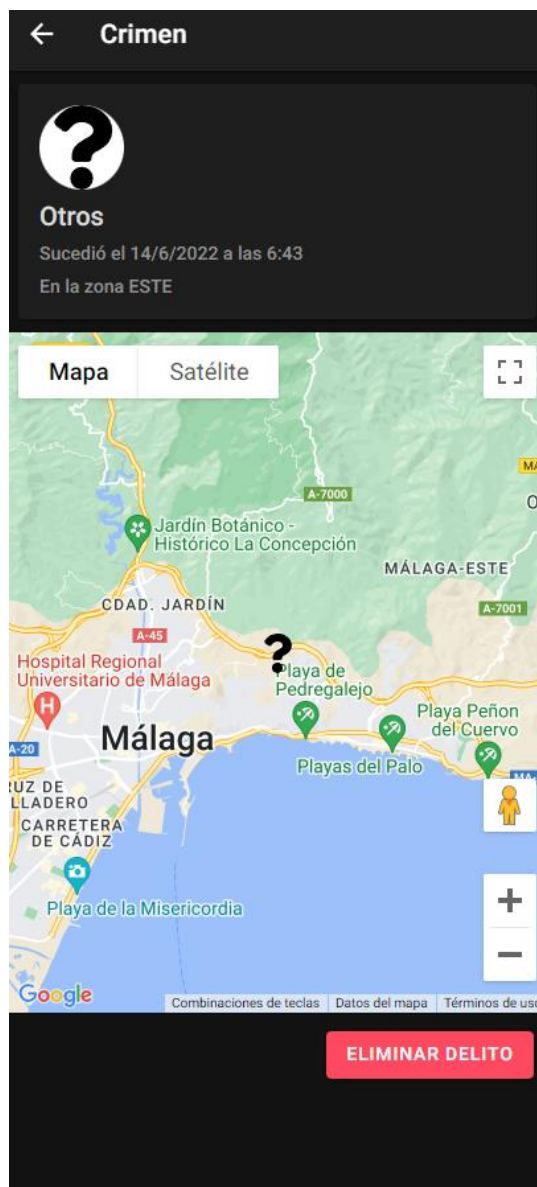 Crimen
Otros
Sucedió el 14/6/2022 a las 6:43
En la zona ESTE
Mapa
Satélite
A-7000
Jardín Botánico -
Histórico La Concepción
MÁLAGA-ESTE
CDAD. JARDÍN
A-7001
A-45
Hospital Regional
Universitario de Málaga
Playa de
Pedregalejo
Playa Peñon
del Cuervo
Málaga
A-20
Playas del Palo
CARRETERA
DE CÁDIZ
Playa de la Misericordia
Google
Combinaciones de teclas
Datos del mapa
Términos de uso
ELIMINAR DELITO